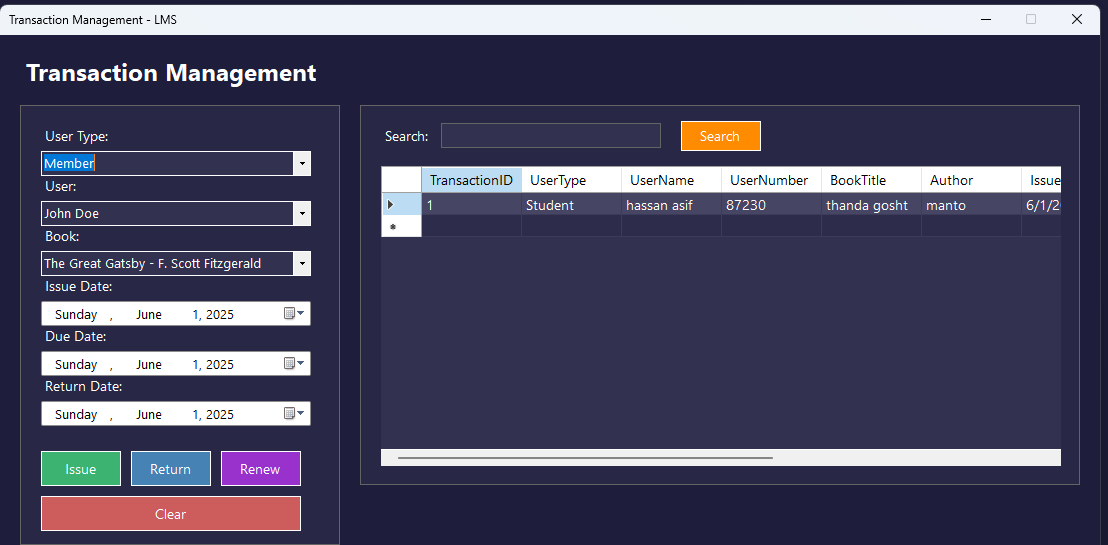 Transaction Management - LMS
Transaction Management
User Type:
Member
User:
John Doe
Book:
The Great Gatsby - F. Scott Fitzgerald
Issue Date:
Sunday , June 1, 2025
Due Date:
Sunday , June 1, 2025
Return Date:
Sunday , June 1, 2025
Issue Return Renew
Clear
Search: Search
TransactionID UserType UserName UserNumber BookTitle Author Issue
1 Student hassan asif 87230 thanda gosht manto 6/1/20